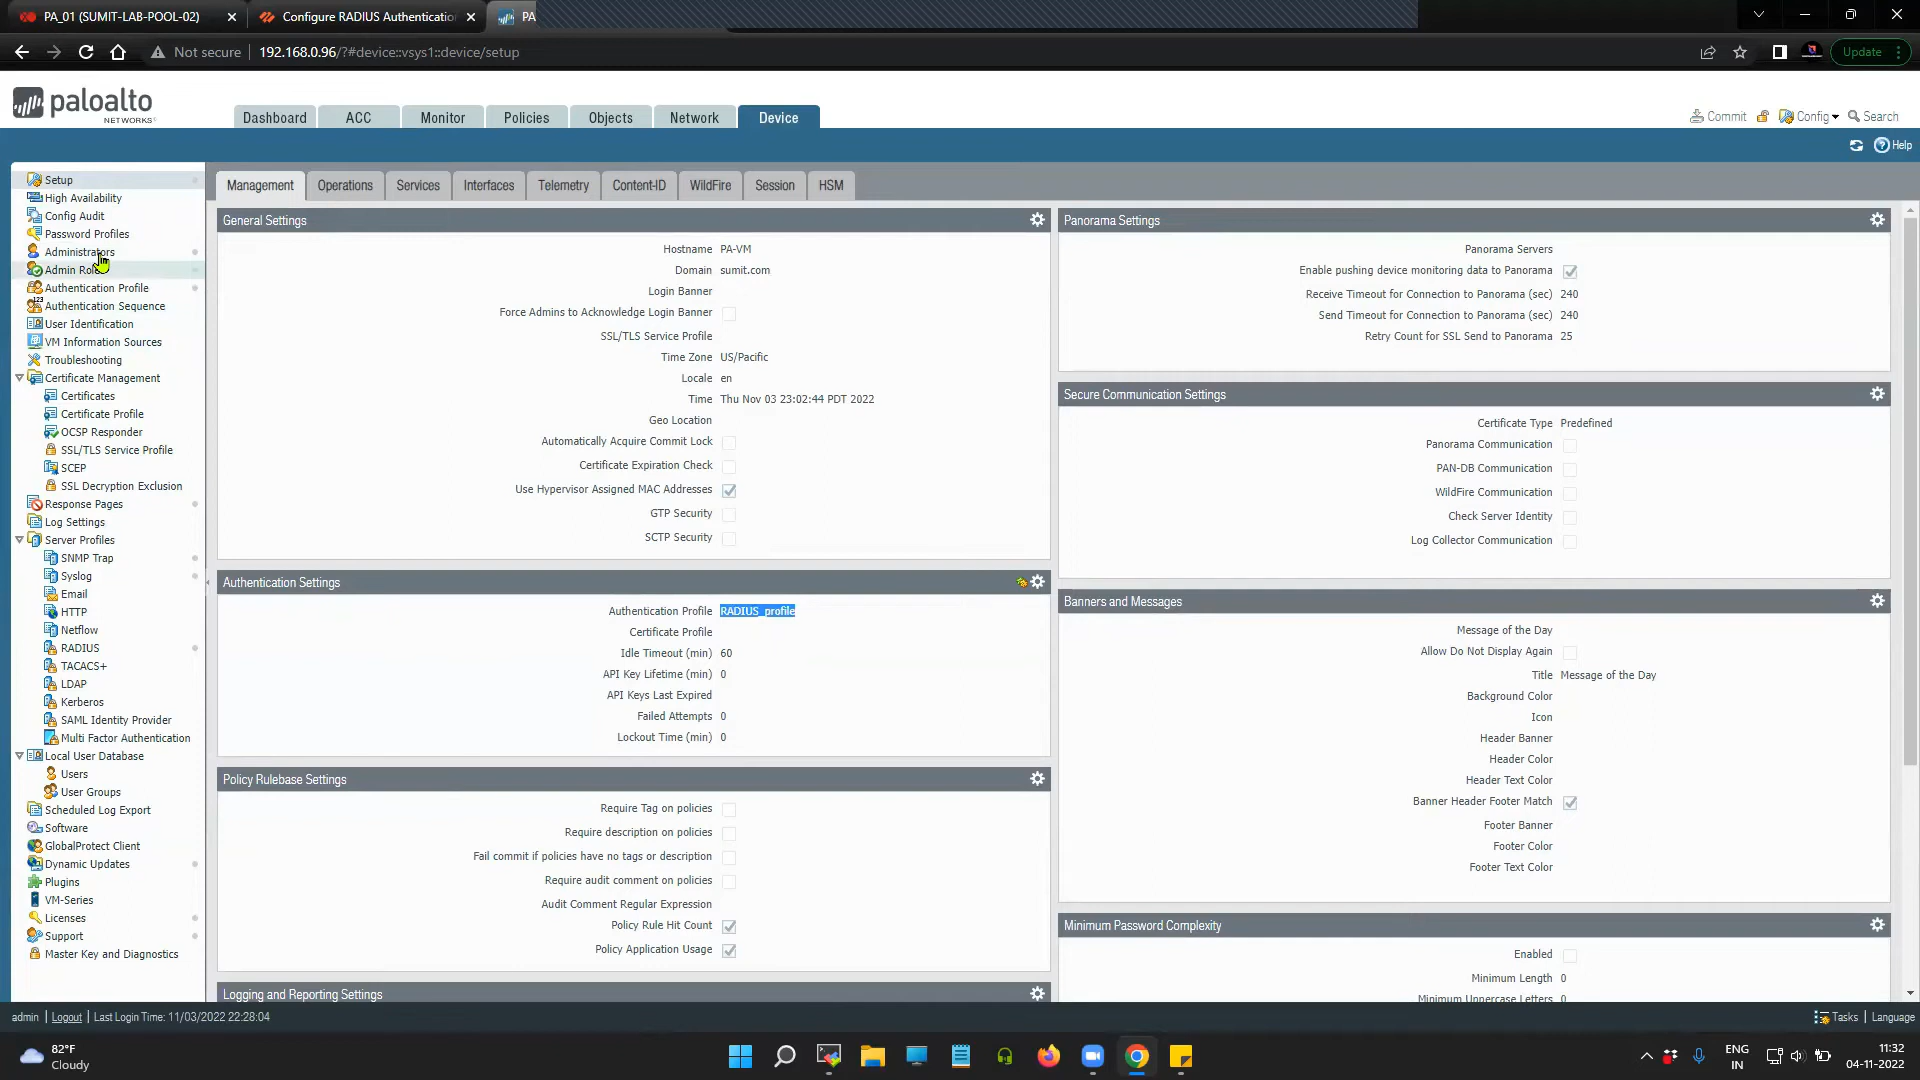 PA_01 (SUMIT-LAB-POOL-02)
Configure RADIUS Authentication
PA
Not secure
192.168.0.96/?#device::vsys1::device/setup
Update
paloalto
NETWORKS
Dashboard
ACC
Monitor
Policies
Objects
Network
Device
Commit
Config
Search
Help
Setup
High Availability
Config Audit
Password Profiles
Administrators
Admin Roles
Authentication Profile
Authentication Sequence
User Identification
VM Information Sources
Troubleshooting
Certificate Management
Certificates
Certificate Profile
OCSP Responder
SSL/TLS Service Profile
SCEP
SSL Decryption Exclusion
Response Pages
Log Settings
Server Profiles
SNMP Trap
Syslog
Email
HTTP
Netflow
RADIUS
TACACS+
LDAP
Kerberos
SAML Identity Provider
Multi Factor Authentication
Local User Database
Users
User Groups
Scheduled Log Export
Software
GlobalProtect Client
Dynamic Updates
Plugins
VM-Series
Licenses
Support
Master Key and Diagnostics
Management
Operations
Services
Interfaces
Telemetry
Content-ID
WildFire
Session
HSM
General Settings
Hostname PA-VM
Domain sumit.com
Login Banner
Force Admins to Acknowledge Login Banner
SSL/TLS Service Profile
Time Zone US/Pacific
Locale en
Time Thu Nov 03 23:02:44 PDT 2022
Geo Location
Automatically Acquire Commit Lock
Certificate Expiration Check
Use Hypervisor Assigned MAC Addresses
GTP Security
SCTP Security
Authentication Settings
Authentication Profile RADIUS_profile
Certificate Profile
Idle Timeout (min) 60
API Key Lifetime (min) 0
API Keys Last Expired
Failed Attempts 0
Lockout Time (min) 0
Policy Rulebase Settings
Require Tag on policies
Require description on policies
Fail commit if policies have no tags or description
Require audit comment on policies
Audit Comment Regular Expression
Policy Rule Hit Count
Policy Application Usage
Logging and Reporting Settings
Panorama Settings
Panorama Servers
Enable pushing device monitoring data to Panorama
Receive Timeout for Connection to Panorama (sec) 240
Send Timeout for Connection to Panorama (sec) 240
Retry Count for SSL Send to Panorama 25
Secure Communication Settings
Certificate Type Predefined
Panorama Communication
PAN-DB Communication
WildFire Communication
Check Server Identity
Log Collector Communication
Banners and Messages
Message of the Day
Allow Do Not Display Again
Title Message of the Day
Background Color
Icon
Header Banner
Header Color
Header Text Color
Banner Header Footer Match
Footer Banner
Footer Color
Footer Text Color
Minimum Password Complexity
Enabled
Minimum Length 0
Minimum Uppercase Letters 0
admin | Logout | Last Login Time: 11/03/2022 22:28:04
Tasks | Language
82°F
Cloudy
ENG
IN
11:32
04-11-2022